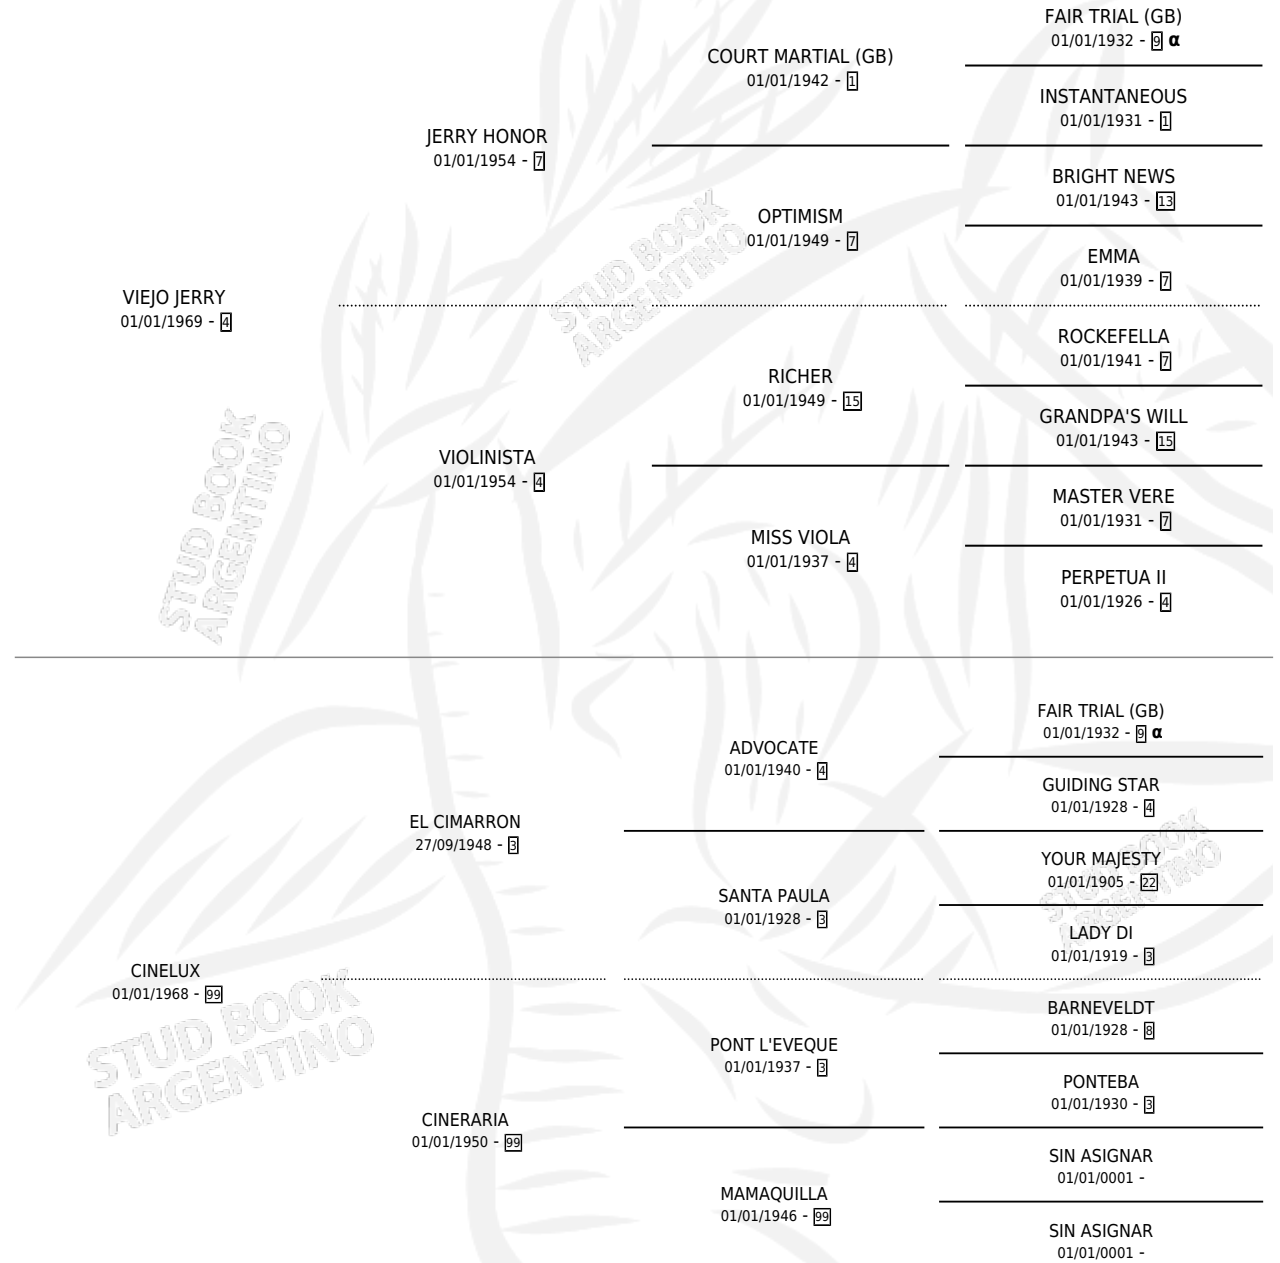 FAIR TRIAL (GB)
01/01/1932 - 9 α
COURT MARTIAL (GB)
01/01/1942 - 1
INSTANTANEOUS
01/01/1931 - 1
JERRY HONOR
01/01/1954 - 7
BRIGHT NEWS
01/01/1943 - 13
OPTIMISM
01/01/1949 - 7
EMMA
01/01/1939 - 7
VIEJO JERRY
01/01/1969 - 4
ROCKEFELLA
01/01/1941 - 7
RICHER
01/01/1949 - 15
GRANDPA'S WILL
01/01/1943 - 15
VIOLINISTA
01/01/1954 - 4
MASTER VERE
01/01/1931 - 7
MISS VIOLA
01/01/1937 - 4
PERPETUA II
01/01/1926 - 4
FAIR TRIAL (GB)
01/01/1932 - 9 α
ADVOCATE
01/01/1940 - 4
GUIDING STAR
01/01/1928 - 4
EL CIMARRON
27/09/1948 - 3
YOUR MAJESTY
01/01/1905 - 22
SANTA PAULA
01/01/1928 - 3
LADY DI
01/01/1919 - 3
CINELUX
01/01/1968 - 99
BARNEVELDT
01/01/1928 - 8
PONT L'EVEQUE
01/01/1937 - 3
PONTEBA
01/01/1930 - 3
CINERARIA
01/01/1950 - 99
SIN ASIGNAR
01/01/0001 -
MAMAQUILLA
01/01/1946 - 99
SIN ASIGNAR
01/01/0001 -
STUD BOOK
ARGENTINO
STUD BOOK
ARGENTINO
STUD BOOK
ARGENTINO
STUD BOOK
ARGENTINO